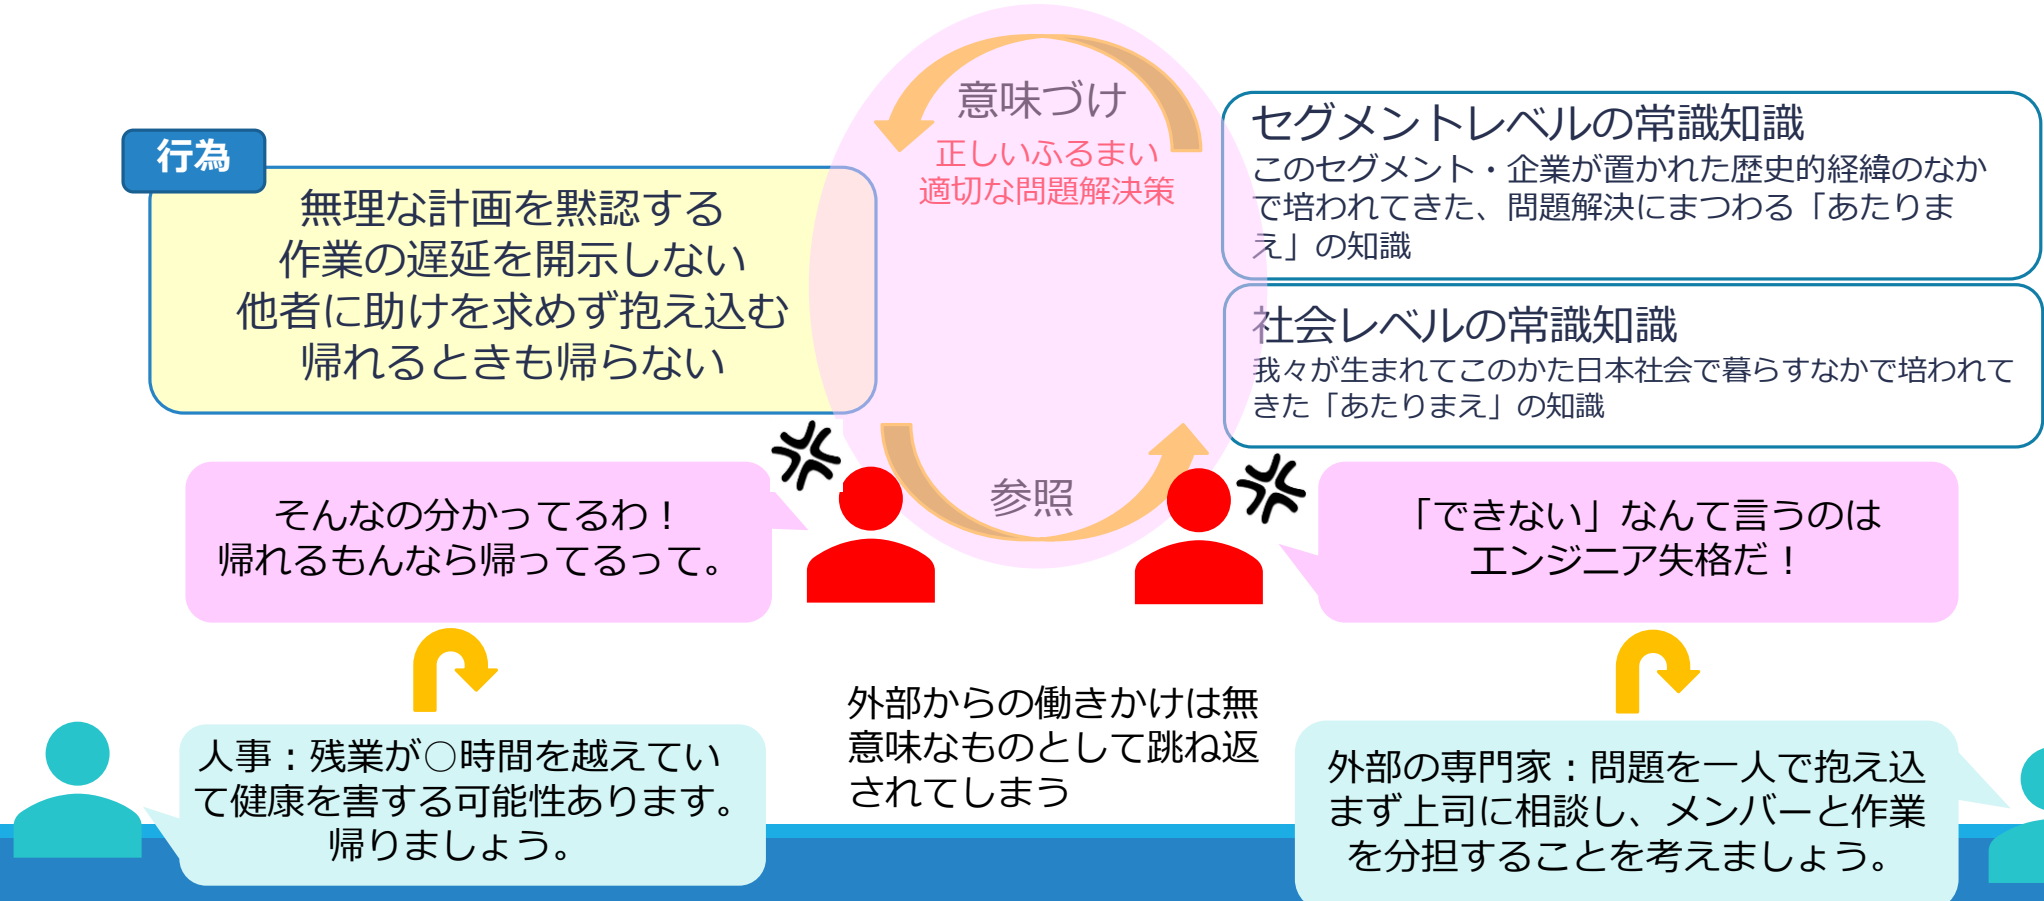 意味づけ
正しいふるまい
適切な問題解決策
行為
無理な計画を黙認する
作業の遅延を開示しない
他者に助けを求めず抱え込む
帰れるときも帰らない
セグメントレベルの常識知識
このセグメント・企業が置かれた歴史的経緯のなか
で培われてきた、問題解決にまつわる「あたりま
え」の知識
社会レベルの常識知識
我々が生まれてこのかた日本社会で暮らすなかで培われて
きた「あたりまえ」の知識
参照
そんなの分かってるわ！
帰れるもんなら帰ってるって。
「できない」なんて言うのは
エンジニア失格だ！
人事：残業が○時間を越えてい
て健康を害する可能性あります。
帰りましょう。
外部からの働きかけは無
意味なものとして跳ね返
されてしまう
外部の専門家：問題を一人で抱え込
まず上司に相談し、メンバーと作業
を分担することを考えましょう。